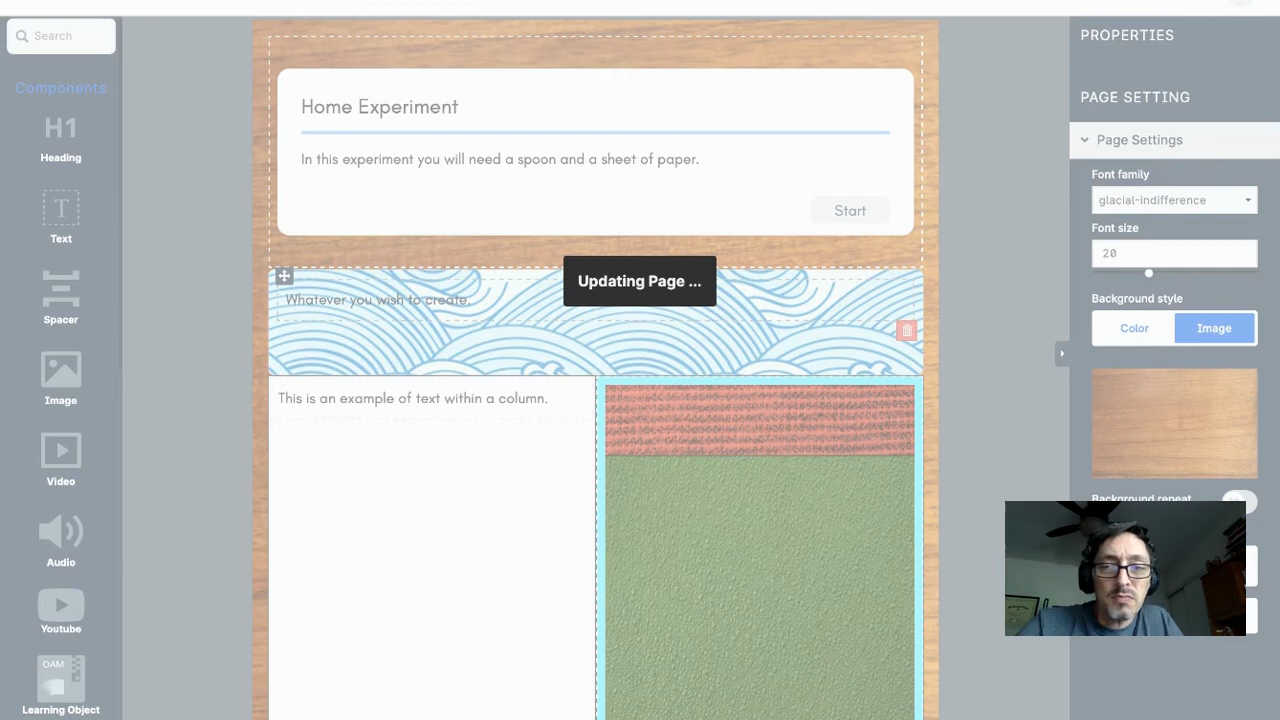 Search
Components
H1
Heading
T
Text
Spacer
Image
Video
Audio
Youtube
OAM
Learning Object
Home Experiment
In this experiment you will need a spoon and a sheet of paper.
Start
Updating Page ...
Whatever you wish to create.
This is an example of text within a column.
PROPERTIES
PAGE SETTING
Page Settings
Font family
glacial-indifference
Font size
20
Background style
Color
Image
Background repeat